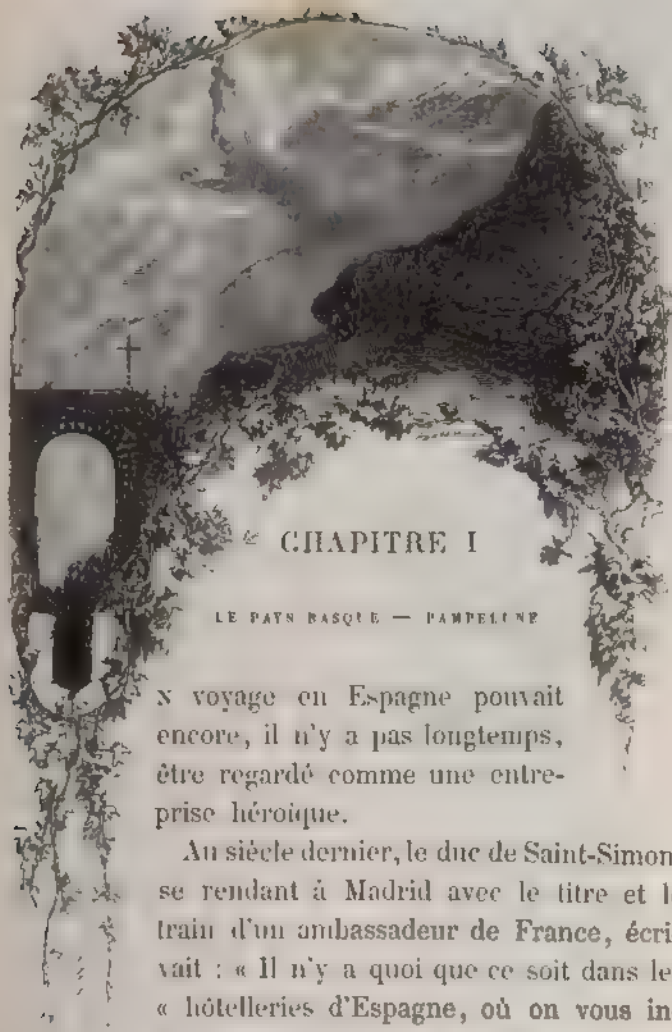 CHAPITRE I
LE PAYS BASQUE — PAMPELUNE
N voyage en Espagne pouvait
encore, il n'y a pas longtemps,
être regardé comme une entre-
prise héroïque.
Au siècle dernier, le duc de Saint-Simon
se rendant à Madrid avec le titre et l
train d'un ambassadeur de France, écri
vait : « Il n'y a quoi que ce soit dans le
« hôtelleries d'Espagne, où on vous in